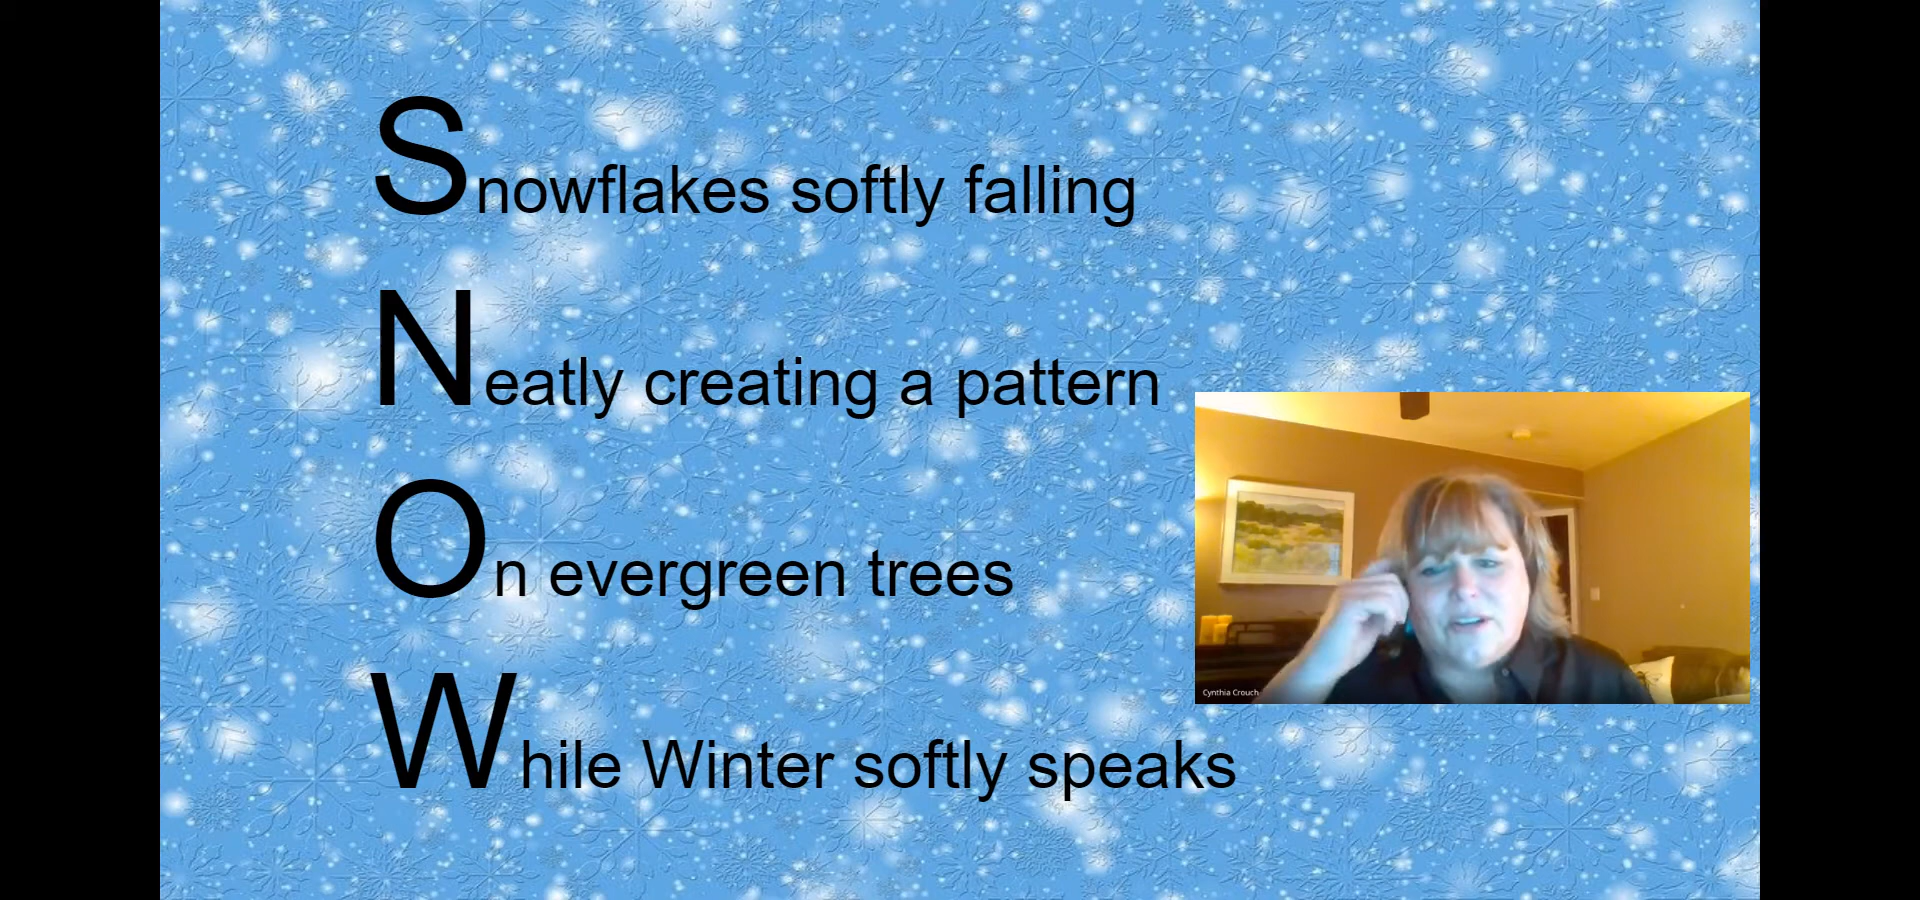 Snowflakes softly falling
Neatly creating a pattern
On evergreen trees
While Winter softly speaks
Cynthia Crouch